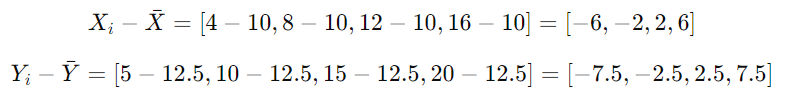 X_i − X̄ = [4 − 10, 8 − 10, 12 − 10, 16 − 10] = [−6, −2, 2, 6]
Y_i − Ȳ = [5 − 12.5, 10 − 12.5, 15 − 12.5, 20 − 12.5] = [−7.5, −2.5, 2.5, 7.5]